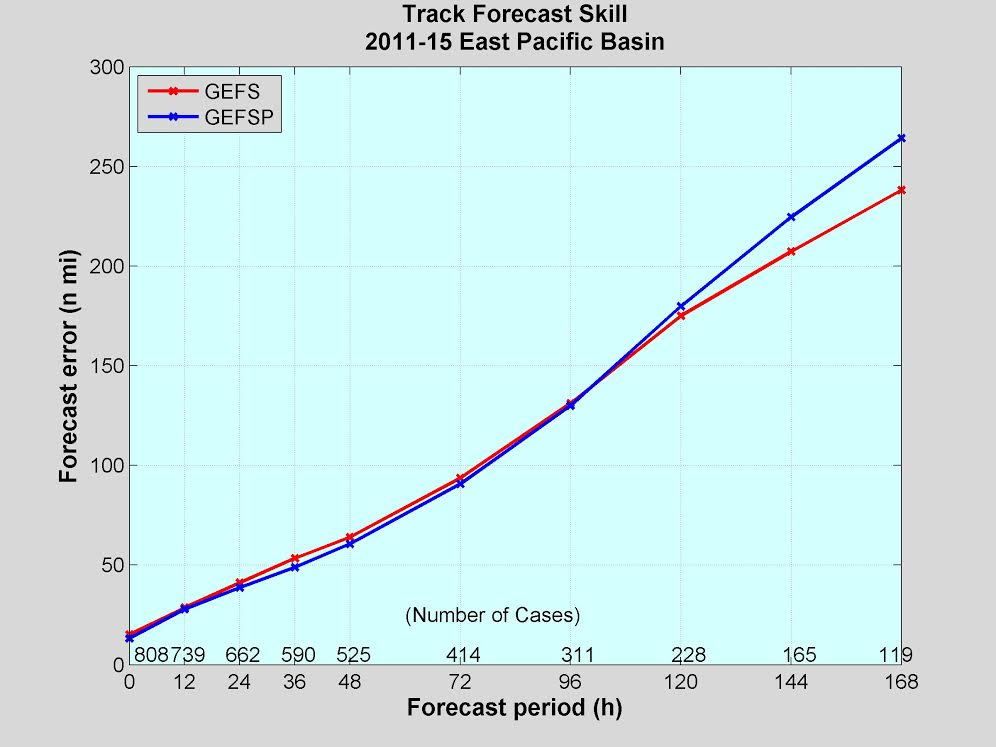 Track Forecast Skill
2011-15 East Pacific Basin
300
GEFS
GEFSP
250
200
150
100
50
0
Forecast error (n mi)
(Number of Cases)
808 739 662 590 525 414 311 228 165 119
0 12 24 36 48 72 96 120 144 168
Forecast period (h)